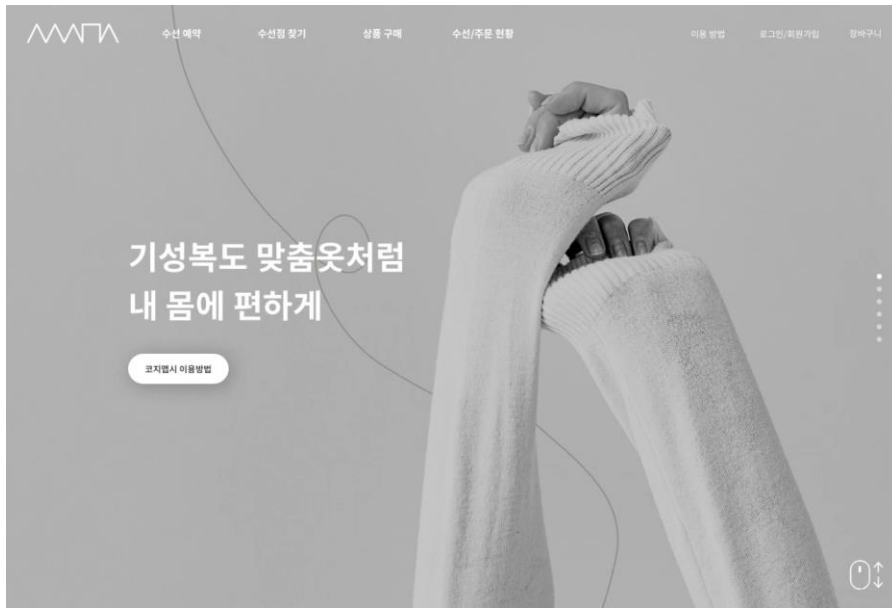 수선 예약
수선점 찾기
상품 구매
수선/주문 현황
이용 방법
로그인/회원가입
장바구니
기성복도 맞춤옷처럼
내 몸에 편하게
코지맵시 이용방법